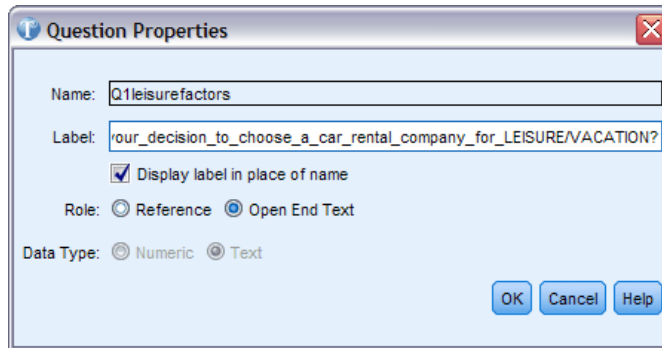 Question Properties
Name: Q1leisurefactors
Label: our_decision_to_choose_a_car_rental_company_for_LEISURE/VACATION?
Display label in place of name
Role: Reference Open End Text
Data Type: Numeric Text
OK Cancel Help